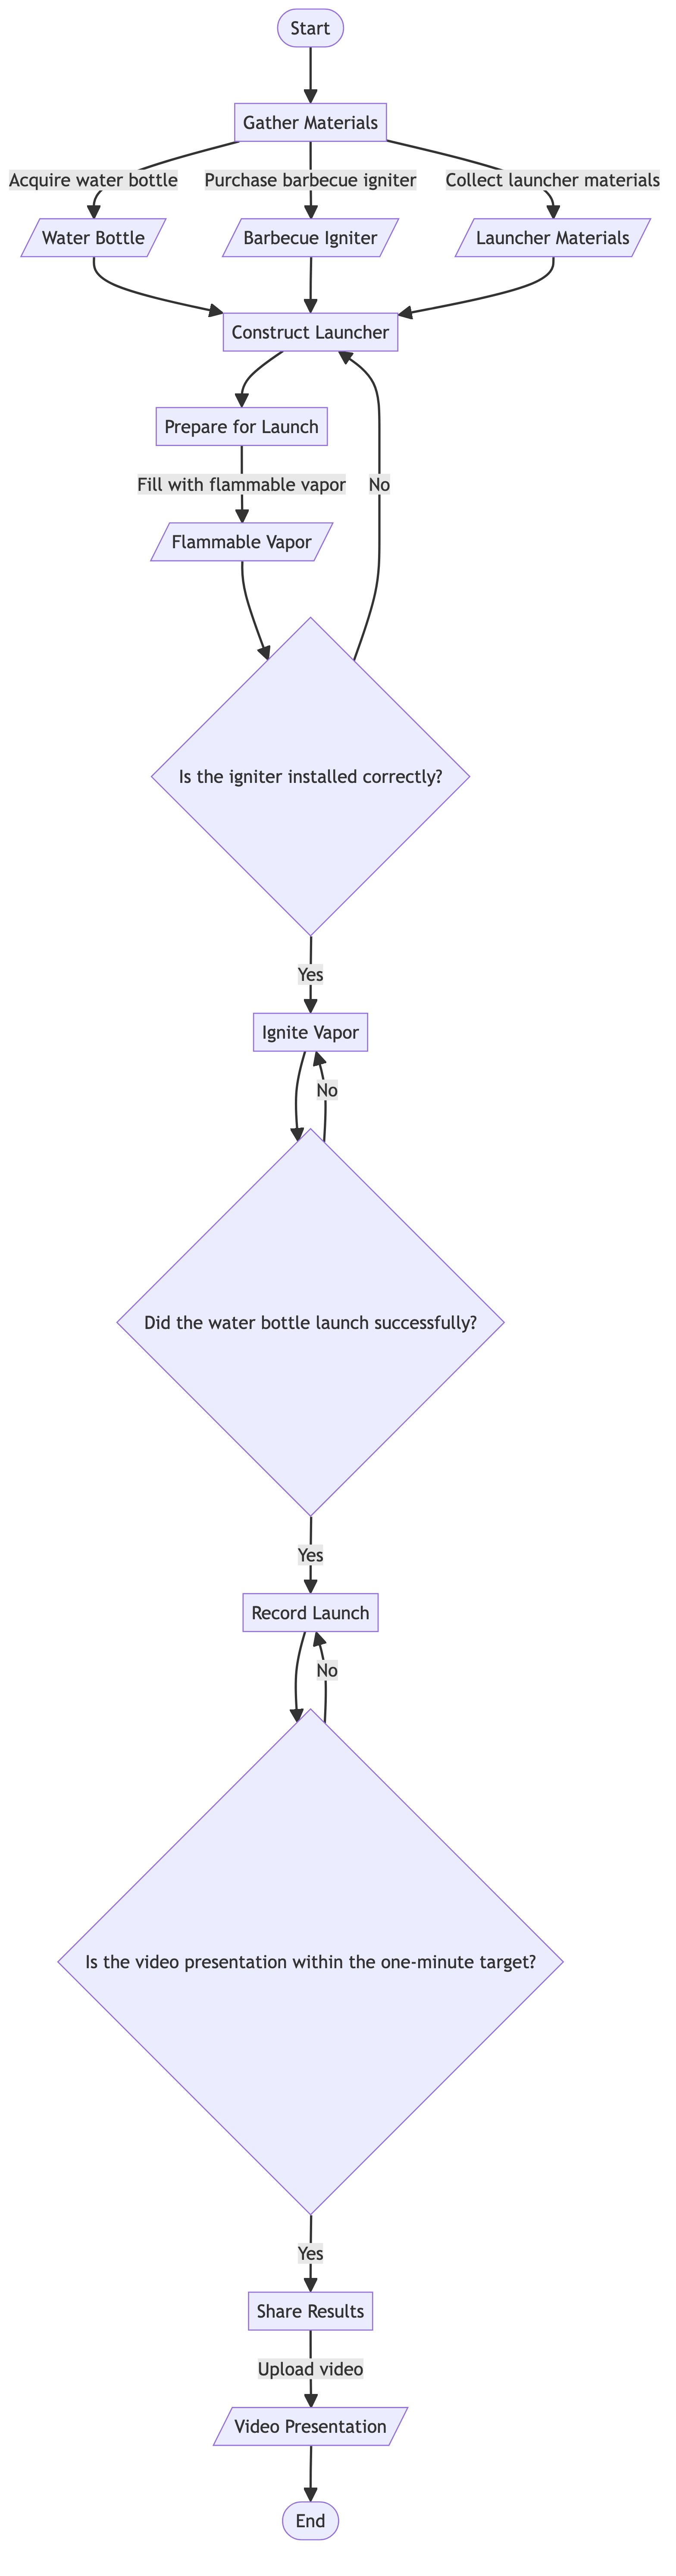 Start
Gather Materials
Acquire water bottle
Purchase barbecue igniter
Collect launcher materials
Water Bottle
Barbecue Igniter
Launcher Materials
Construct Launcher
Prepare for Launch
Fill with flammable vapor
No
Flammable Vapor
Is the igniter installed correctly?
Yes
Ignite Vapor
No
Did the water bottle launch successfully?
Yes
Record Launch
No
Is the video presentation within the one-minute target?
Yes
Share Results
Upload video
Video Presentation
End